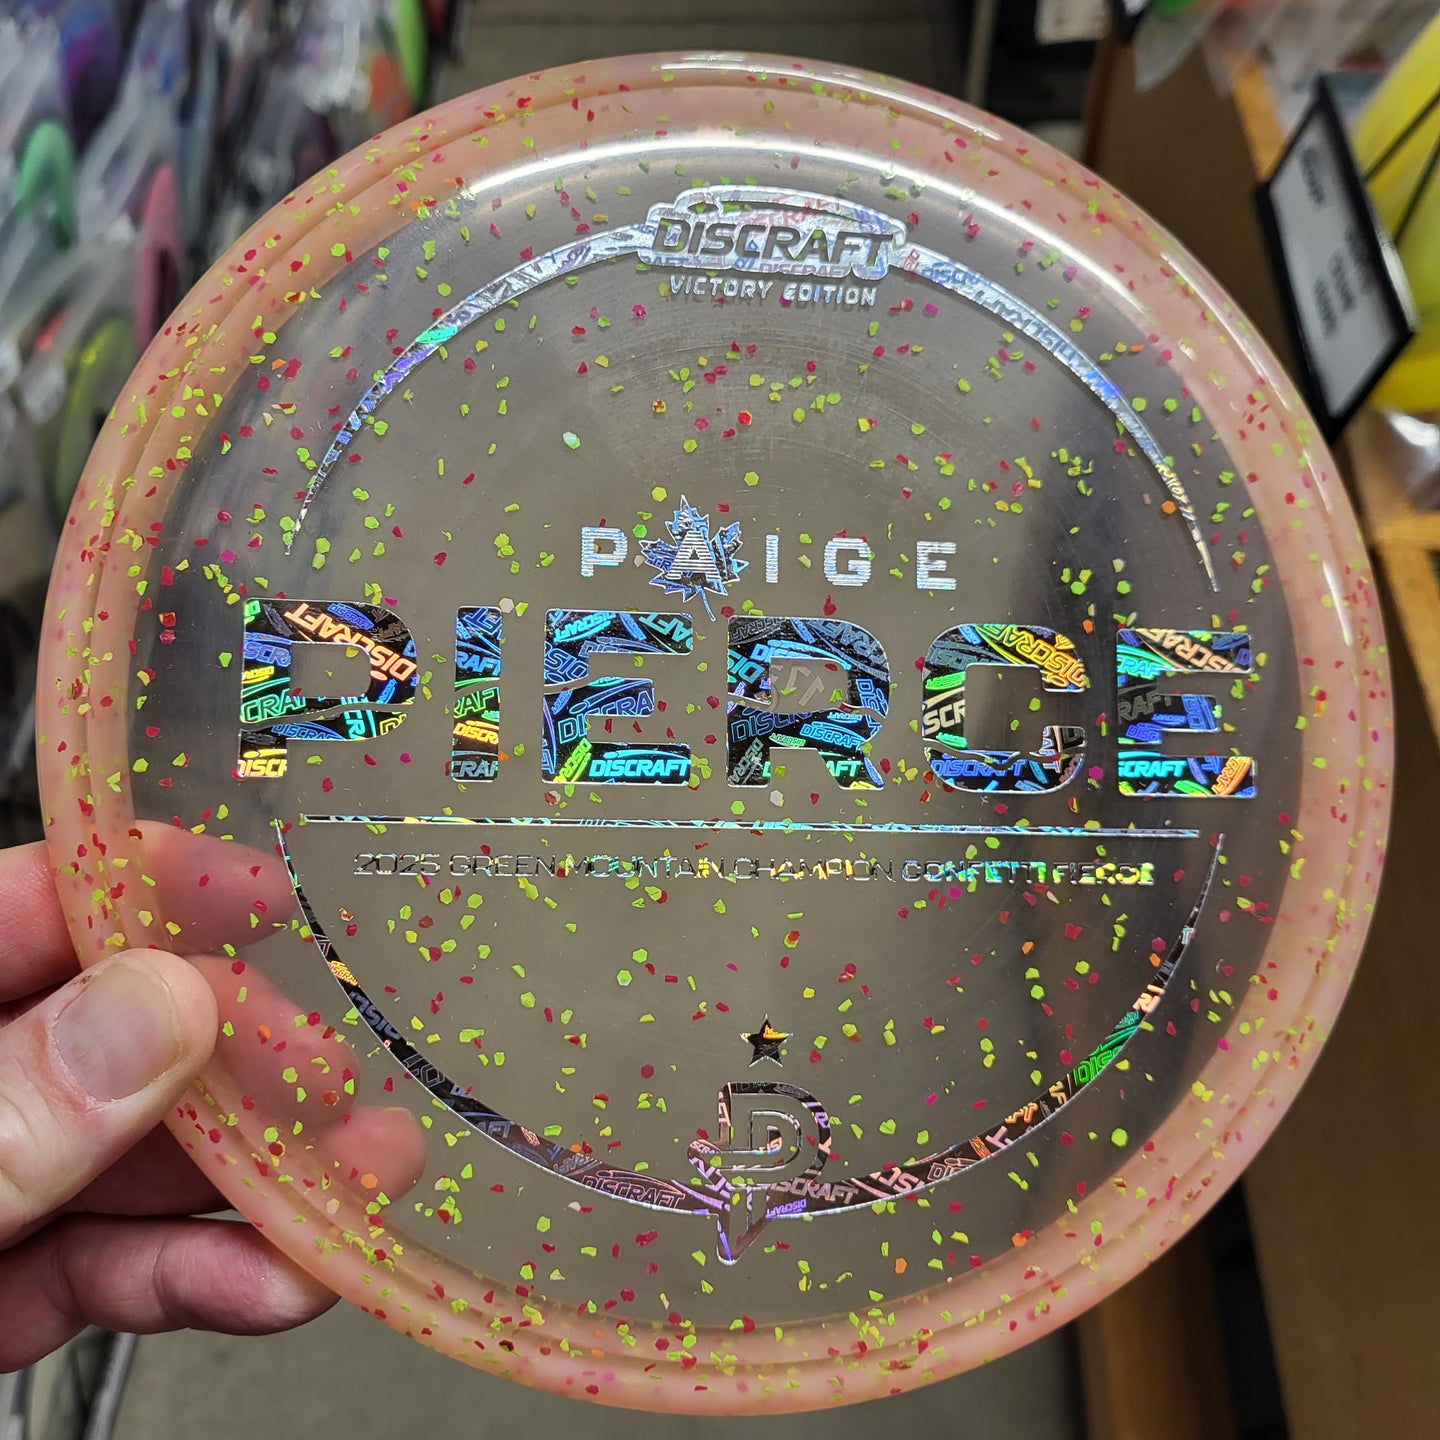 DISCRAFT
VICTORY EDITION
PAIGE
PIERCE
2025 GREEN MOUNTAIN CHAMPION CONFETTI FIERCE